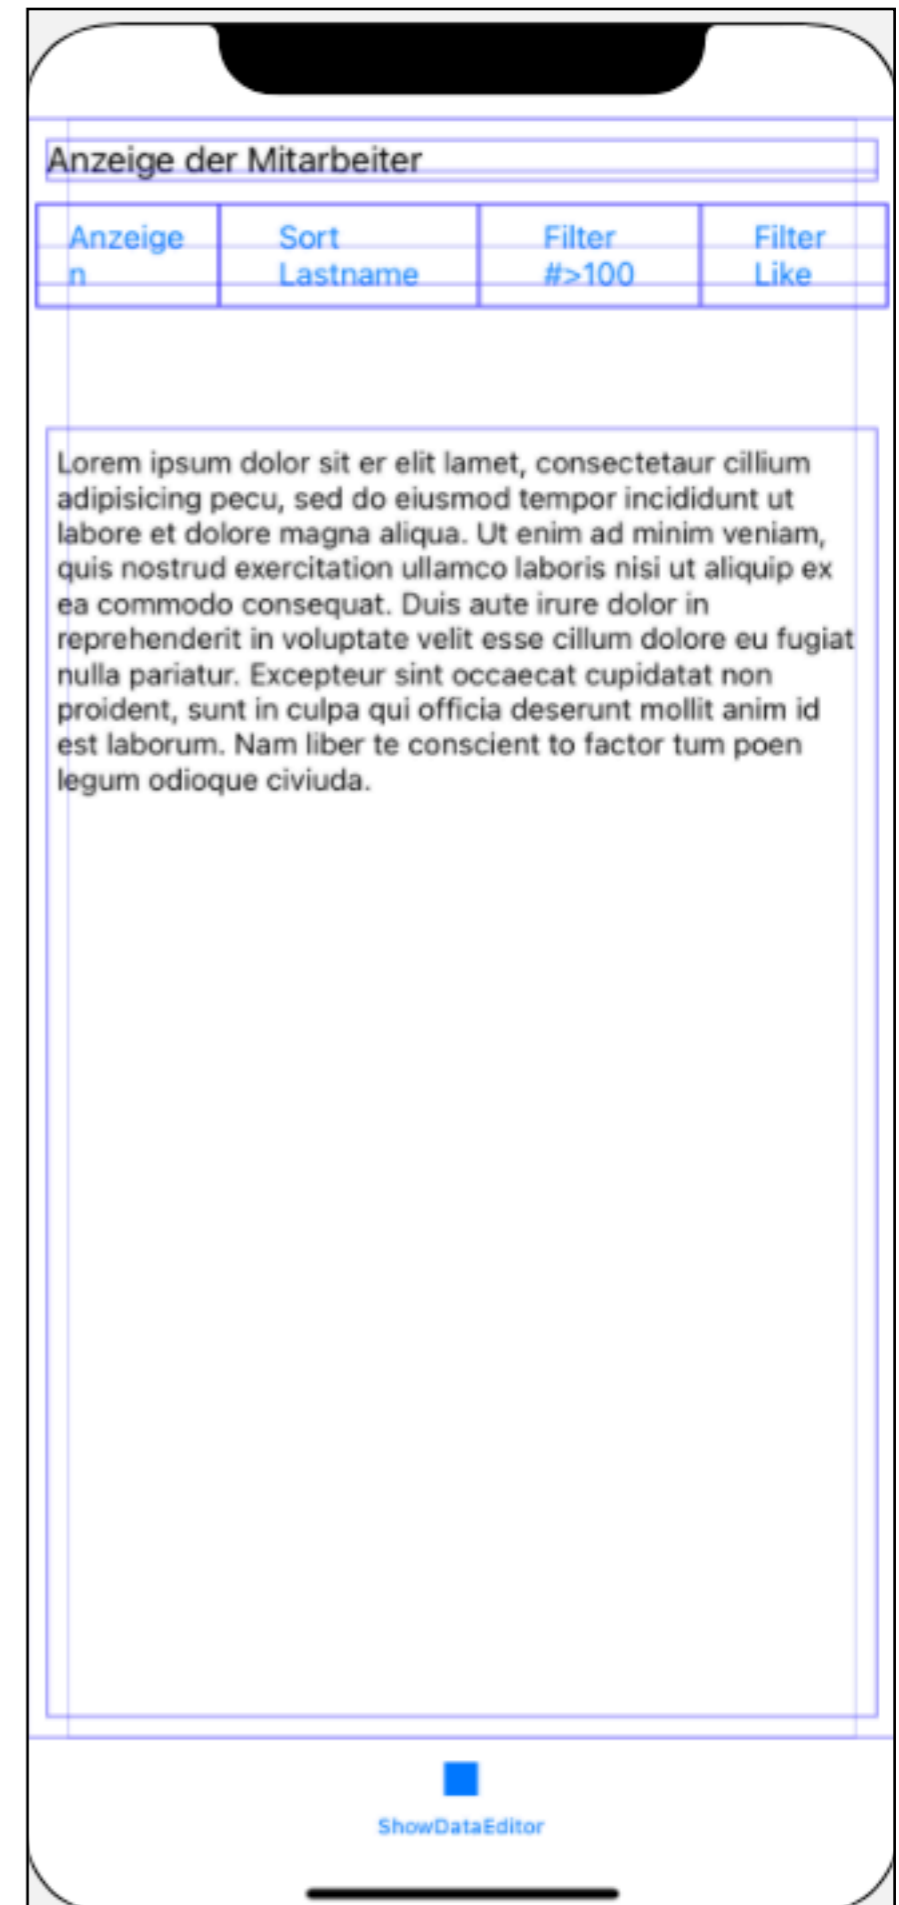 Anzeige der Mitarbeiter
Anzeige
n
Sort
Lastname
Filter
#>100
Filter
Like
Lorem ipsum dolor sit er elit lamet, consectetaur cillium
adipisicing pecu, sed do eiusmod tempor incididunt ut
labore et dolore magna aliqua. Ut enim ad minim veniam,
quis nostrud exercitation ullamco laboris nisi ut aliquip ex
ea commodo consequat. Duis aute irure dolor in
reprehenderit in voluptate velit esse cillum dolore eu fugiat
nulla pariatur. Excepteur sint occaecat cupidatat non
proident, sunt in culpa qui officia deserunt mollit anim id
est laborum. Nam liber te conscient to factor tum poen
legum odioque civiuda.
ShowDataEditor